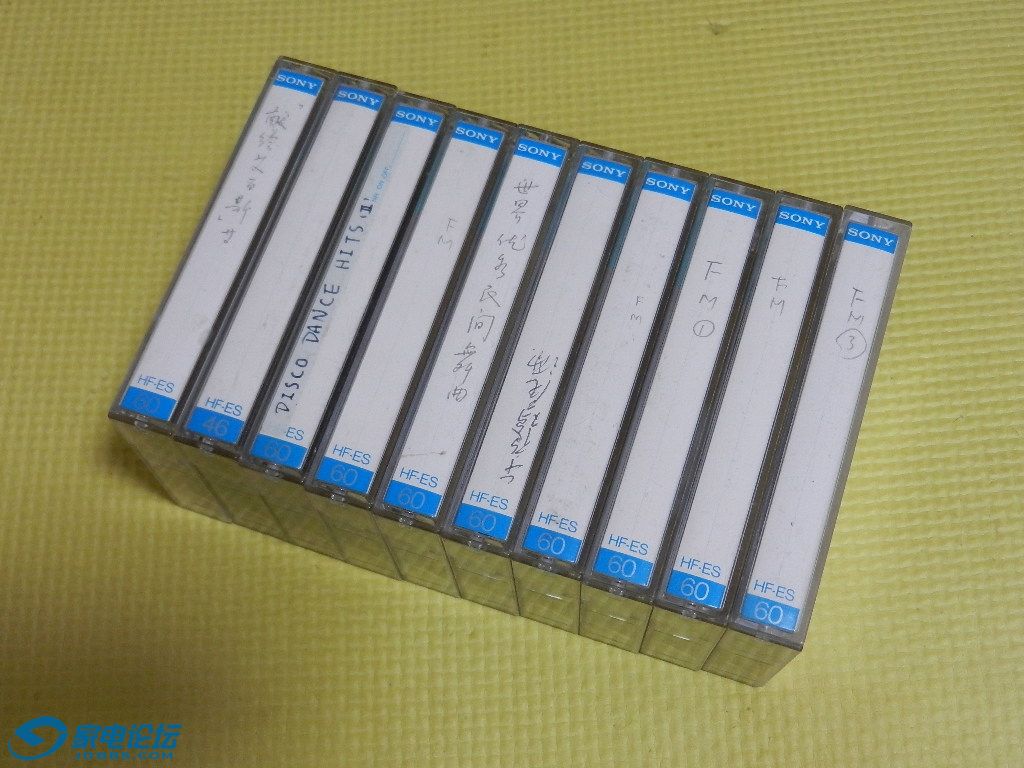 SONY
HF-ES
60
SONY
HF-ES
46
SONY
DISCO DANCE HITS "II"
ES
60
SONY
FM
HF-ES
60
SONY
世界优秀民间舞曲
HF-ES
60
SONY
HF-ES
60
SONY
FM
HF-ES
60
SONY
FM ①
HF-ES
60
SONY
FM
HF-ES
60
SONY
FM ③
HF-ES
60
家电论坛
JDBBS.COM